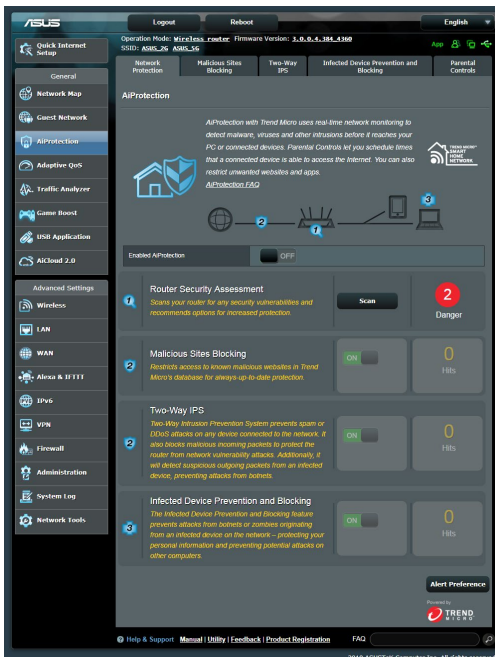 ASUS
Logout
Reboot
English
Quick Internet
Setup
Operation Mode: Wireless router Firmware Version: 3.0.0.4.384_4360
SSID: ASUS_2G ASUS_5G
App
General
Network Map
Guest Network
AiProtection
Adaptive QoS
Traffic Analyzer
Game Boost
USB Application
AiCloud 2.0
Advanced Settings
Wireless
LAN
WAN
Alexa & IFTTT
IPv6
VPN
Firewall
Administration
System Log
Network Tools
Network
Protection
Malicious Sites
Blocking
Two-Way
IPS
Infected Device Prevention and
Blocking
Parental
Controls
AiProtection
AiProtection with Trend Micro uses real-time network monitoring to
detect malware, viruses and other intrusions before it reaches your
PC or connected devices. Parental Controls let you schedule times
that a connected device is able to access the Internet. You can also
restrict unwanted websites and apps.
AiProtection FAQ
TREND MICRO
SMART
HOME
NETWORK
2
1
3
Enabled AiProtection
OFF
1
Router Security Assessment
Scans your router for any security vulnerabilities and
recommends options for increased protection.
Scan
2
Danger
2
Malicious Sites Blocking
Restricts access to known malicious websites in Trend
Micro's database for always-up-to-date protection.
ON
0
Hits
2
Two-Way IPS
Two-Way Intrusion Prevention System prevents spam or
DDoS attacks on any device connected to the network. It
also blocks malicious incoming packets to protect the
router from network vulnerability attacks. Additionally, it
will detect suspicious outgoing packets from an infected
device, preventing attacks from botnets.
ON
0
Hits
3
Infected Device Prevention and Blocking
The Infected Device Prevention and Blocking feature
prevents attacks from botnets or zombies originating
from an infected device on the network – protecting your
personal information and preventing potential attacks on
other computers.
ON
0
Hits
Alert Preference
Powered by
TREND
MICRO
Help & Support Manual | Utility | Feedback | Product Registration FAQ